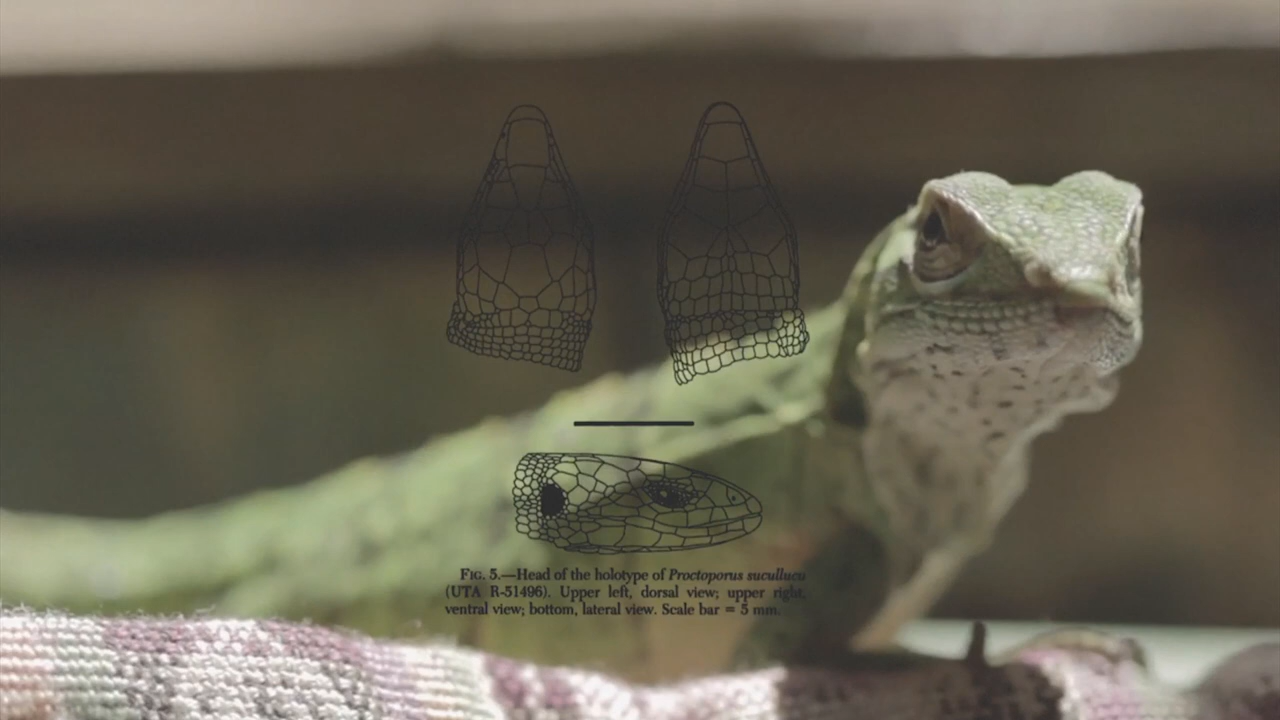 FIG. 5.—Head of the holotype of Proctoporus sucullucu
(UTA R-51496). Upper left, dorsal view; upper right,
ventral view; bottom, lateral view. Scale bar = 5 mm.